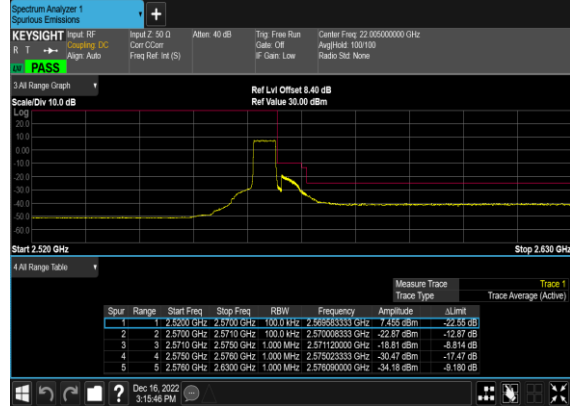 Spectrum Analyzer 1
Spurious Emissions
KEYSIGHT Input: RF Input Z: 50 Ω Atten: 40 dB Trig: Free Run Center Freq: 22.005000000 GHz
R T Coupling: DC Corr CCorr Gate: Off Avg|Hold: 100/100
Align: Auto Freq Ref: Int (S) IF Gain: Low Radio Std: None
LW PASS
3 All Range Graph
Ref Lvl Offset 8.40 dB
Scale/Div 10.0 dB Ref Value 30.00 dBm
Log
20.0
10.0
0.00
-10.0
-20.0
-30.0
-40.0
-50.0
-60.0
Start 2.520 GHz Stop 2.630 GHz
4 All Range Table
Measure Trace Trace 1
Trace Type Trace Average (Active)
Spur Range Start Freq Stop Freq RBW Frequency Amplitude ΔLimit
1 1 2.5200 GHz 2.5700 GHz 100.0 kHz 2.569583333 GHz 7.455 dBm -22.55 dB
2 2 2.5700 GHz 2.5710 GHz 100.0 kHz 2.570008333 GHz -22.87 dBm -12.87 dB
3 3 2.5710 GHz 2.5750 GHz 1.000 MHz 2.571120000 GHz -18.81 dBm -8.814 dB
4 4 2.5750 GHz 2.5760 GHz 1.000 MHz 2.575023333 GHz -30.47 dBm -17.47 dB
5 5 2.5760 GHz 2.6300 GHz 1.000 MHz 2.576090000 GHz -34.18 dBm -9.180 dB
? Dec 16, 2022
3:15:46 PM